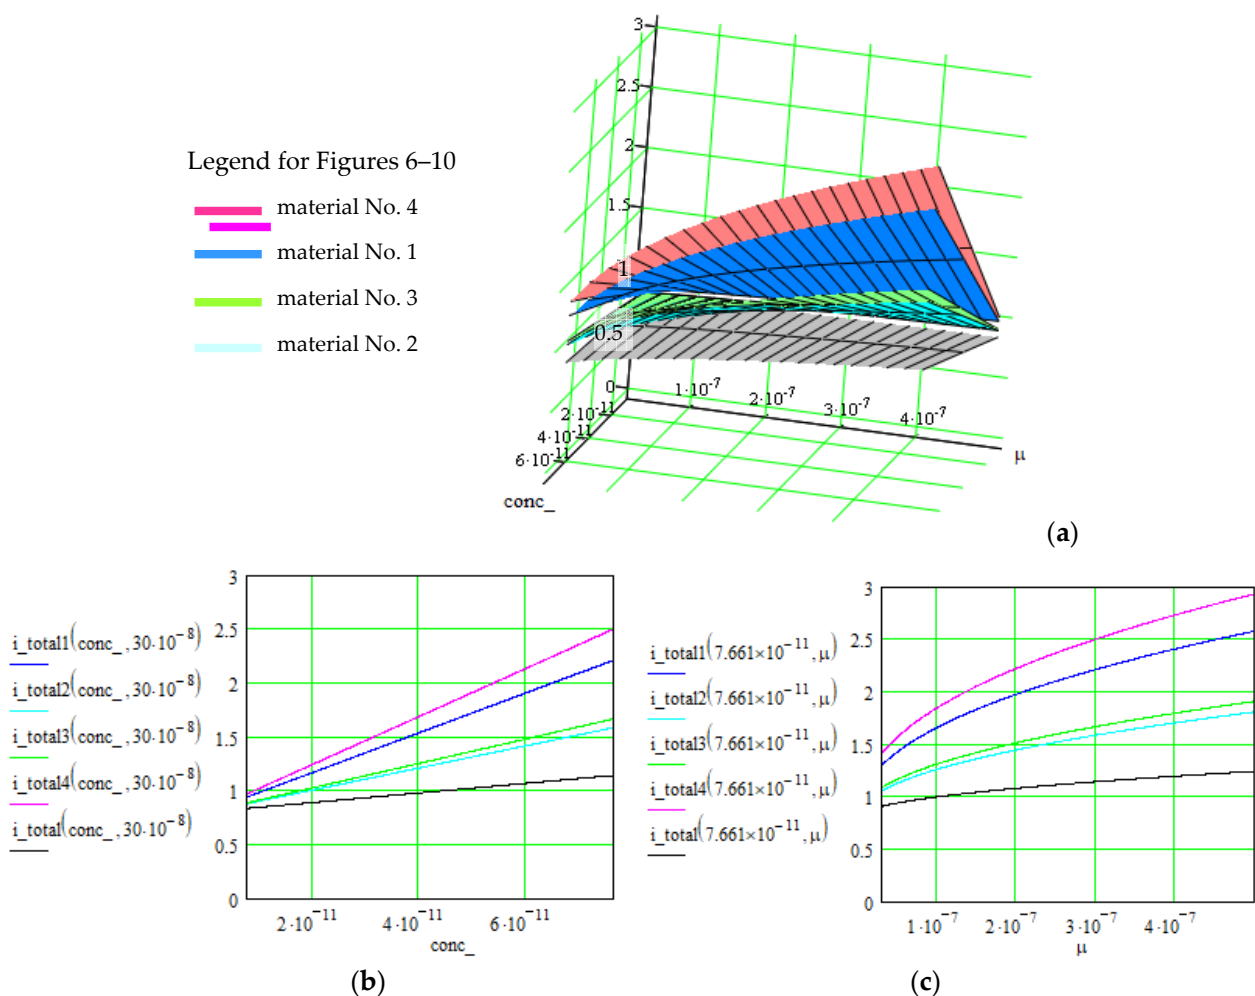 3
2.5
2
1.5
1
0.5
0
Legend for Figures 6–10
material No. 4
material No. 1
material No. 3
material No. 2
1·10⁻⁷
2·10⁻⁷
3·10⁻⁷
4·10⁻⁷
2·10⁻¹¹
4·10⁻¹¹
6·10⁻¹¹
μ
conc_
(a)
i_total1(conc_ , 30·10⁻⁸)
i_total2(conc_ , 30·10⁻⁸)
i_total3(conc_ , 30·10⁻⁸)
i_total4(conc_ , 30·10⁻⁸)
i_total(conc_ , 30·10⁻⁸)
3
2.5
2
1.5
1
0.5
0
2·10⁻¹¹ 4·10⁻¹¹ 6·10⁻¹¹
conc_
(b)
i_total1(7.661×10⁻¹¹ , μ)
i_total2(7.661×10⁻¹¹ , μ)
i_total3(7.661×10⁻¹¹ , μ)
i_total4(7.661×10⁻¹¹ , μ)
i_total(7.661×10⁻¹¹ , μ)
3
2.5
2
1.5
1
0.5
0
1·10⁻⁷ 2·10⁻⁷ 3·10⁻⁷ 4·10⁻⁷
μ
(c)